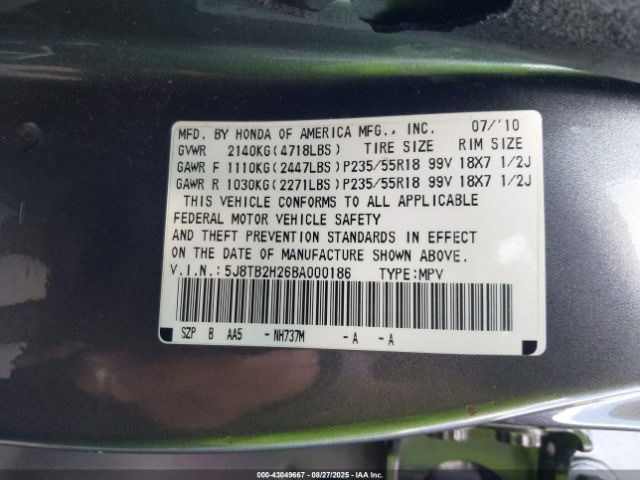 MFD. BY HONDA OF AMERICA MFG., INC. 07/'10
GVWR 2140KG(4718LBS) TIRE SIZE RIM SIZE
GAWR F 1110KG(2447LBS)P235/55R18 99V 18X7 1/2J
GAWR R 1030KG(2271LBS)P235/55R18 99V 18X7 1/2J
THIS VEHICLE CONFORMS TO ALL APPLICABLE
FEDERAL MOTOR VEHICLE SAFETY
AND THEFT PREVENTION STANDARDS IN EFFECT
ON THE DATE OF MANUFACTURE SHOWN ABOVE.
V.I.N.:5J8TB2H26BA000186 TYPE:MPV
SZP B AA5 -NH737M -A -A
000-43049667 - 08/27/2025 - IAAI.COM